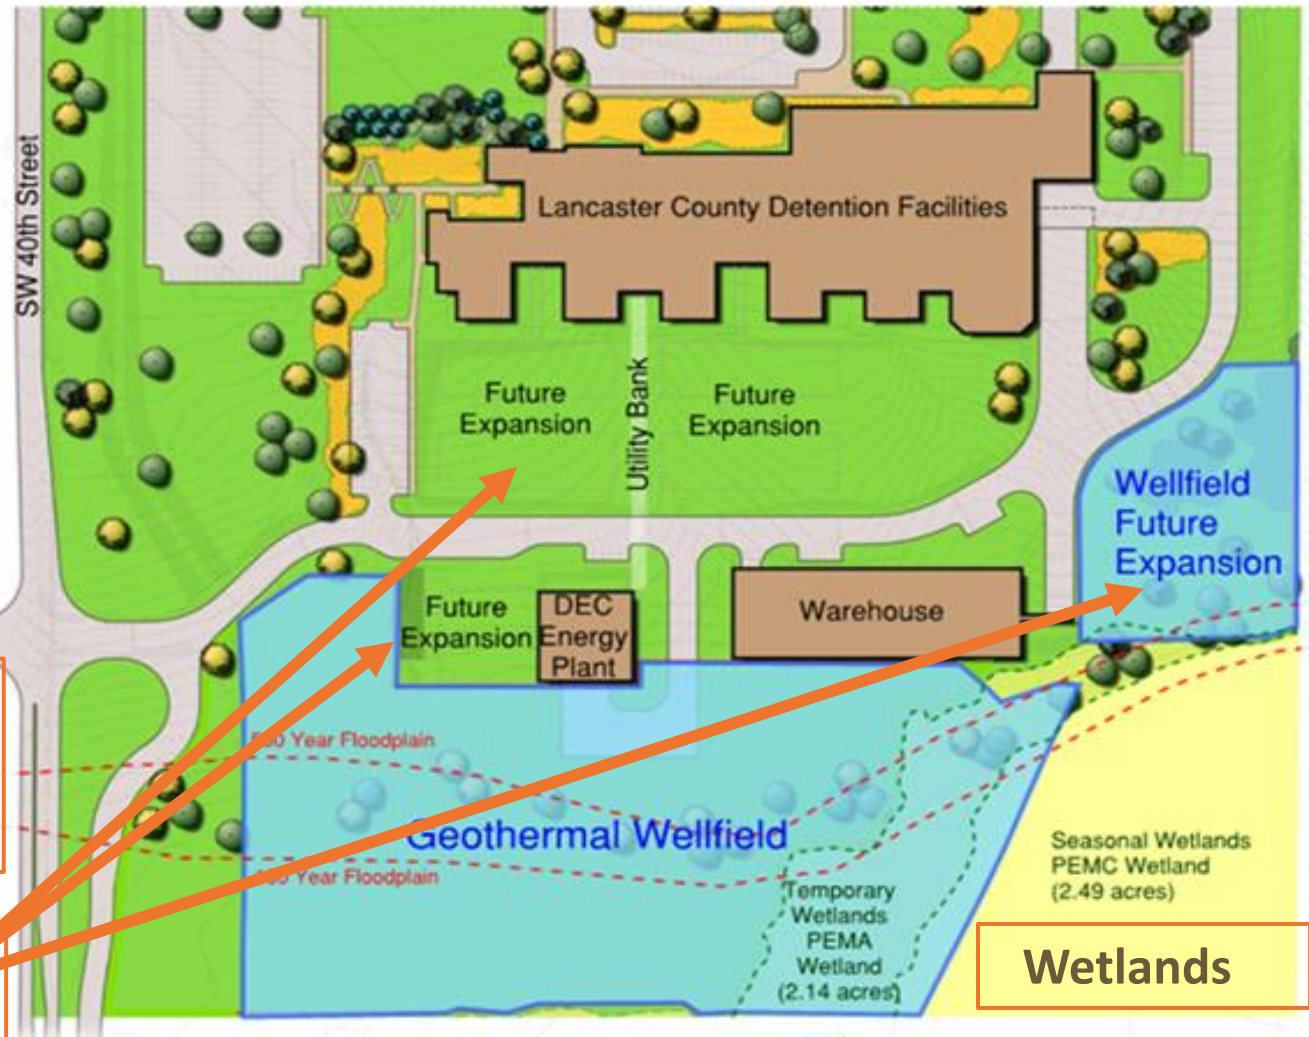 SW 40th Street
Lancaster County Detention Facilities
Future
Expansion
Utility Bank
Future
Expansion
Wellfield
Future
Expansion
Future
Expansion
DEC
Energy
Plant
Warehouse
Year Floodplain
Geothermal Wellfield
Year Floodplain
Temporary
Wetlands
PEMA
Wetland
(2.14 acres)
Seasonal Wetlands
PEMC Wetland
(2.49 acres)
Wetlands